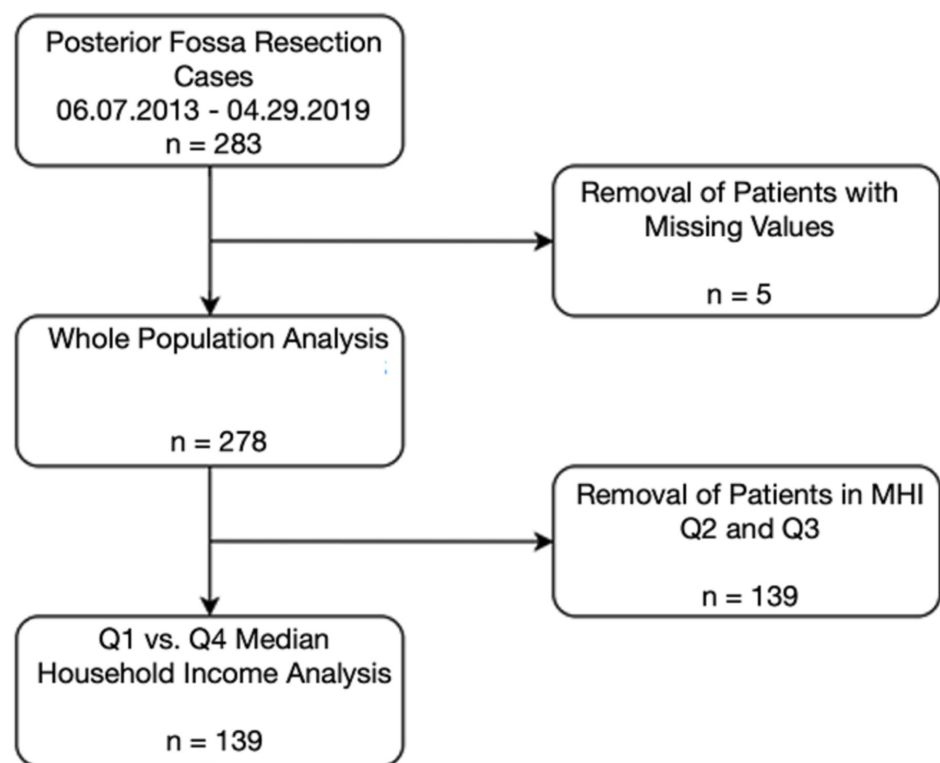 Posterior Fossa Resection
Cases
06.07.2013 - 04.29.2019
n = 283
Removal of Patients with
Missing Values
n = 5
Whole Population Analysis
n = 278
Removal of Patients in MHI
Q2 and Q3
n = 139
Q1 vs. Q4 Median
Household Income Analysis
n = 139